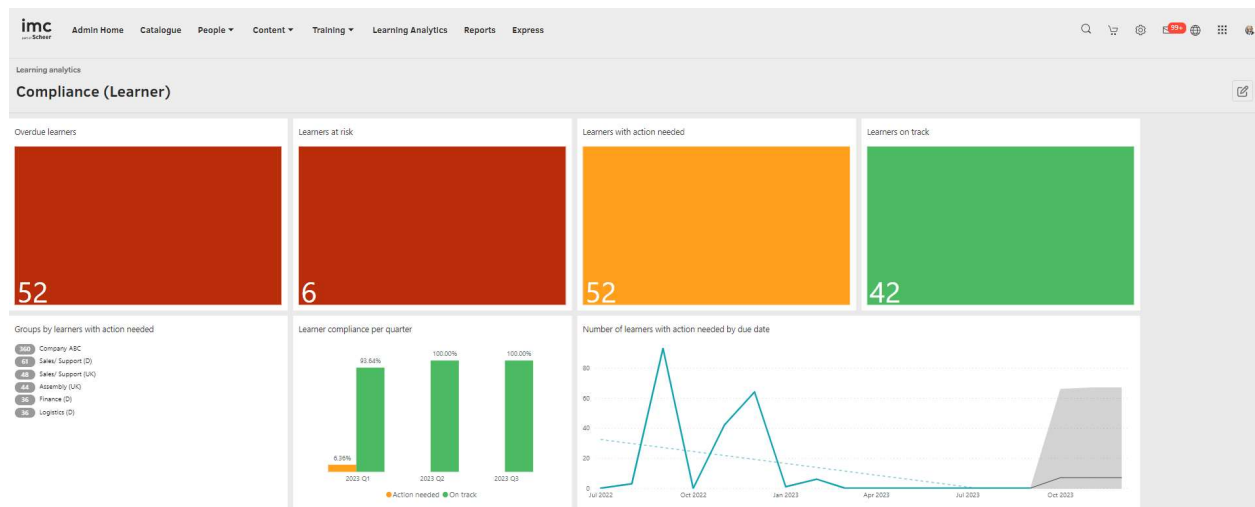 imc
part of Scheer
Admin Home Catalogue People Content Training Learning Analytics Reports Express
99+
Learning analytics
Compliance (Learner)
Overdue learners
52
Learners at risk
6
Learners with action needed
52
Learners on track
42
Groups by learners with action needed
360 Company ABC
61 Sales/ Support (D)
48 Sales/ Support (UK)
44 Assembly (UK)
36 Finance (D)
36 Logistics (D)
Learner compliance per quarter
93.64%
100.00%
100.00%
6.36%
2023 Q1 2023 Q2 2023 Q3
Action needed On track
Number of learners with action needed by due date
80
60
40
20
0
Jul 2022 Oct 2022 Jan 2023 Apr 2023 Jul 2023 Oct 2023